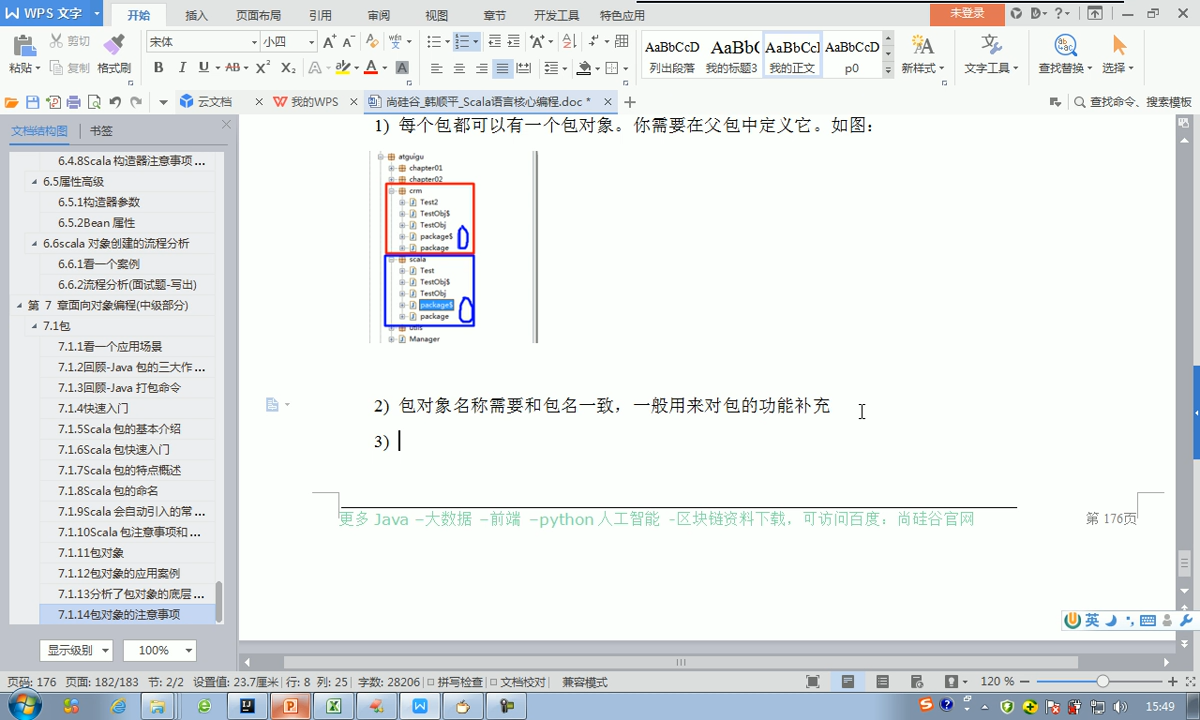 WPS 文字
开始
插入
页面布局
引用
审阅
视图
章节
开发工具
特色应用
未登录
粘贴
剪切
复制
格式刷
宋体
小四
B I U AB X² X₂ A
AaBbCcD
列出段落
AaBb(
我的标题3
AaBbCcI
我的正文
AaBbCcD
p0
新样式
文字工具
查找替换
选择
云文档
我的WPS
尚硅谷_韩顺平_Scala语言核心编程.doc *
查找命令、搜索模板
文档结构图
书签
6.4.8Scala 构造器注意事项...
6.5属性高级
6.5.1构造器参数
6.5.2Bean 属性
6.6scala 对象创建的流程分析
6.6.1看一个案例
6.6.2流程分析(面试题-写出)
第 7 章面向对象编程(中级部分)
7.1包
7.1.1看一个应用场景
7.1.2回顾-Java 包的三大作...
7.1.3回顾-Java 打包命令
7.1.4快速入门
7.1.5Scala 包的基本介绍
7.1.6Scala 包快速入门
7.1.7Scala 包的特点概述
7.1.8Scala 包的命名
7.1.9Scala 会自动引入的常...
7.1.10Scala 包注意事项和...
7.1.11包对象
7.1.12包对象的应用案例
7.1.13分析了包对象的底层...
7.1.14包对象的注意事项
显示级别
100%
1) 每个包都可以有一个包对象。你需要在父包中定义它。如图：
atguigu
chapter01
chapter02
crm
Test2
TestObj$
TestObj
package$
package
scala
Test
TestObj$
TestObj
package$
package
utils
Manager
2) 包对象名称需要和包名一致，一般用来对包的功能补充
3)
更多 Java –大数据 –前端 –python 人工智能 -区块链资料下载，可访问百度：尚硅谷官网
第 176页
英
页码: 176 页面: 182/183 节: 2/2 设置值: 23.7厘米 行: 8 列: 25 字数: 28206 拼写检查 文档校对 兼容模式
120 %
15:49